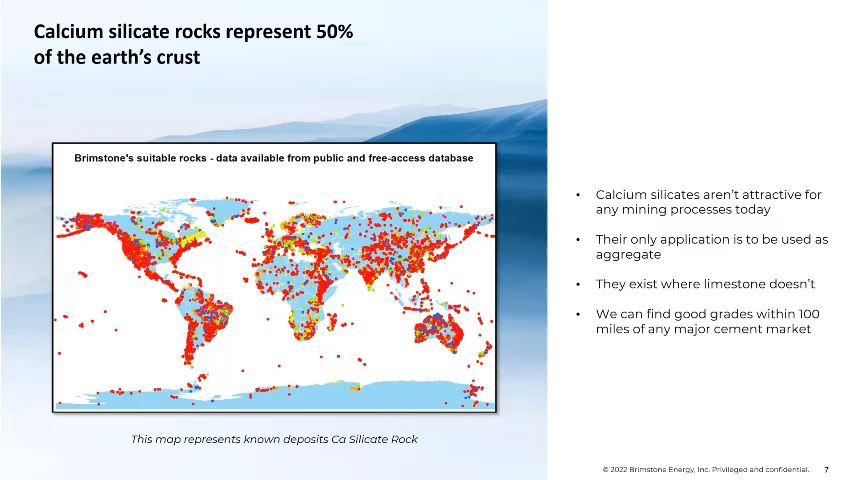 Calcium silicate rocks represent 50%
of the earth’s crust
Brimstone's suitable rocks - data available from public and free-access database
This map represents known deposits Ca Silicate Rock
• Calcium silicates aren’t attractive for
any mining processes today
• Their only application is to be used as
aggregate
• They exist where limestone doesn’t
• We can find good grades within 100
miles of any major cement market
© 2022 Brimstone Energy, Inc. Privileged and confidential. 7